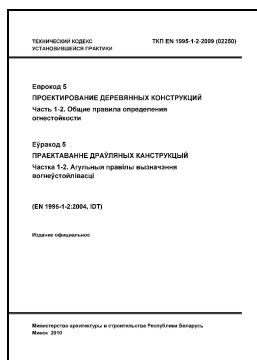 ТЕХНИЧЕСКИЙ КОДЕКС
УСТАНОВИВШЕЙСЯ ПРАКТИКИ
ТКП EN 1995-1-2-2009 (02250)
Еврокод 5
ПРОЕКТИРОВАНИЕ ДЕРЕВЯННЫХ КОНСТРУКЦИЙ
Часть 1-2. Общие правила определения
огнестойкости
Еўракод 5
ПРАЕКТАВАННЕ ДРАЎЛЯНЫХ КАНСТРУКЦЫЙ
Частка 1-2. Агульныя правілы вызначэння
вогнеўстойлівасці
(EN 1995-1-2:2004, IDT)
Издание официальное
Министерство архитектуры и строительства Республики Беларусь
Минск 2010